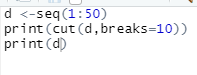 d <-seq(1:50)
print(cut(d,breaks=10))
print(d)